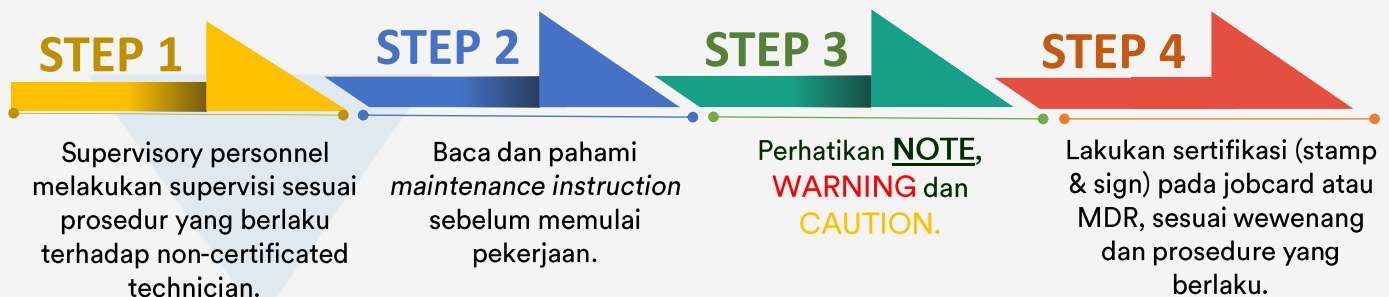 STEP 1
Supervisory personnel
melakukan supervisi sesuai
prosedur yang berlaku
terhadap non-certificated
technician.
STEP 2
Baca dan pahami
maintenance instruction
sebelum memulai
pekerjaan.
STEP 3
Perhatikan NOTE,
WARNING dan
CAUTION.
STEP 4
Lakukan sertifikasi (stamp
& sign) pada jobcard atau
MDR, sesuai wewenang
dan prosedure yang
berlaku.